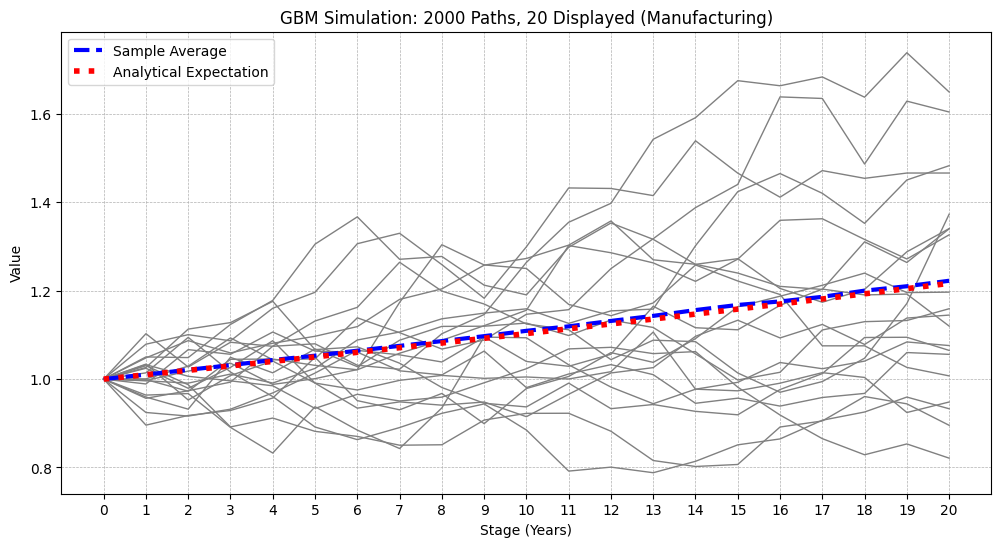 GBM Simulation: 2000 Paths, 20 Displayed (Manufacturing)
Sample Average
Analytical Expectation
Value
1.6
1.4
1.2
1.0
0.8
0 1 2 3 4 5 6 7 8 9 10 11 12 13 14 15 16 17 18 19 20
Stage (Years)